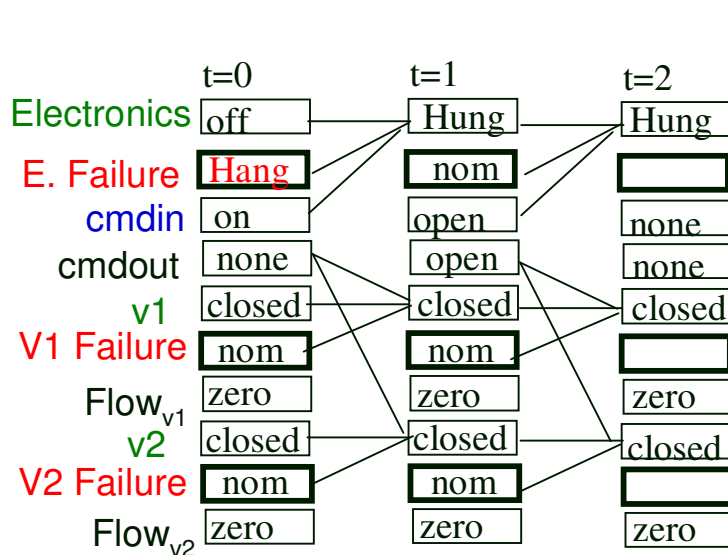 t=0 t=1 t=2
Electronics off Hung Hung
E. Failure Hang nom
cmdin on open none
cmdout none open none
v1 closed closed closed
V1 Failure nom nom
Flow_v1 zero zero zero
v2 closed closed closed
V2 Failure nom nom
Flow_v2 zero zero zero